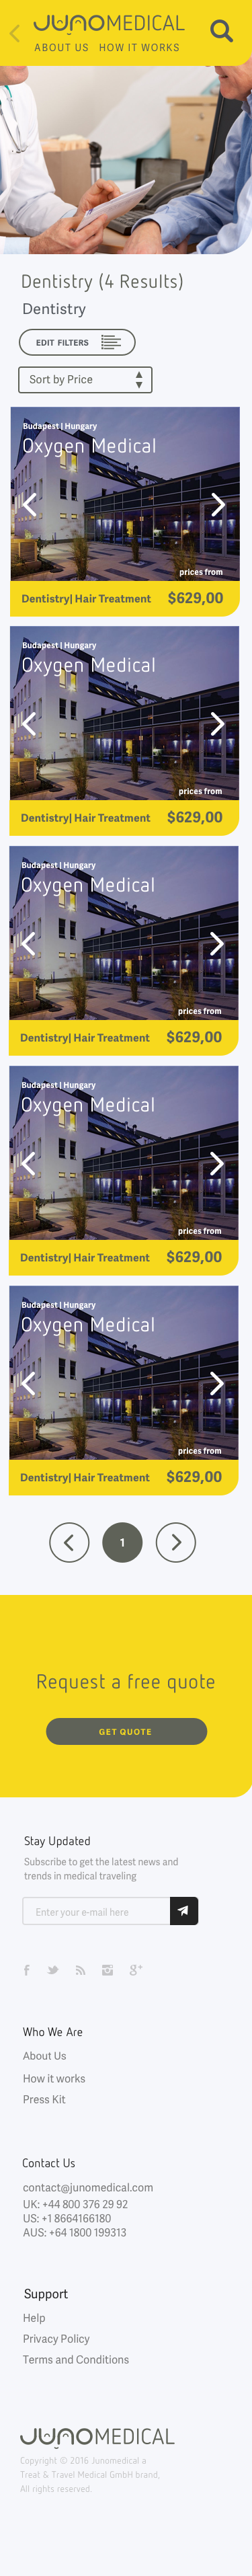 JUNOMEDICAL
ABOUT US HOW IT WORKS
Dentistry (4 Results)
Dentistry
EDIT FILTERS
Sort by Price
Budapest | Hungary
Oxygen Medical
prices from
Dentistry| Hair Treatment $629,00
Budapest | Hungary
Oxygen Medical
prices from
Dentistry| Hair Treatment $629,00
Budapest | Hungary
Oxygen Medical
prices from
Dentistry| Hair Treatment $629,00
Budapest | Hungary
Oxygen Medical
prices from
Dentistry| Hair Treatment $629,00
Budapest | Hungary
Oxygen Medical
prices from
Dentistry| Hair Treatment $629,00
1
Request a free quote
GET QUOTE
Stay Updated
Subscribe to get the latest news and
trends in medical traveling
Enter your e-mail here
Who We Are
About Us
How it works
Press Kit
Contact Us
contact@junomedical.com
UK: +44 800 376 29 92
US: +1 8664166180
AUS: +64 1800 199313
Support
Help
Privacy Policy
Terms and Conditions
JUNOMEDICAL
Copyright © 2016 Junomedical a
Treat & Travel Medical GmbH brand,
All rights reserved.